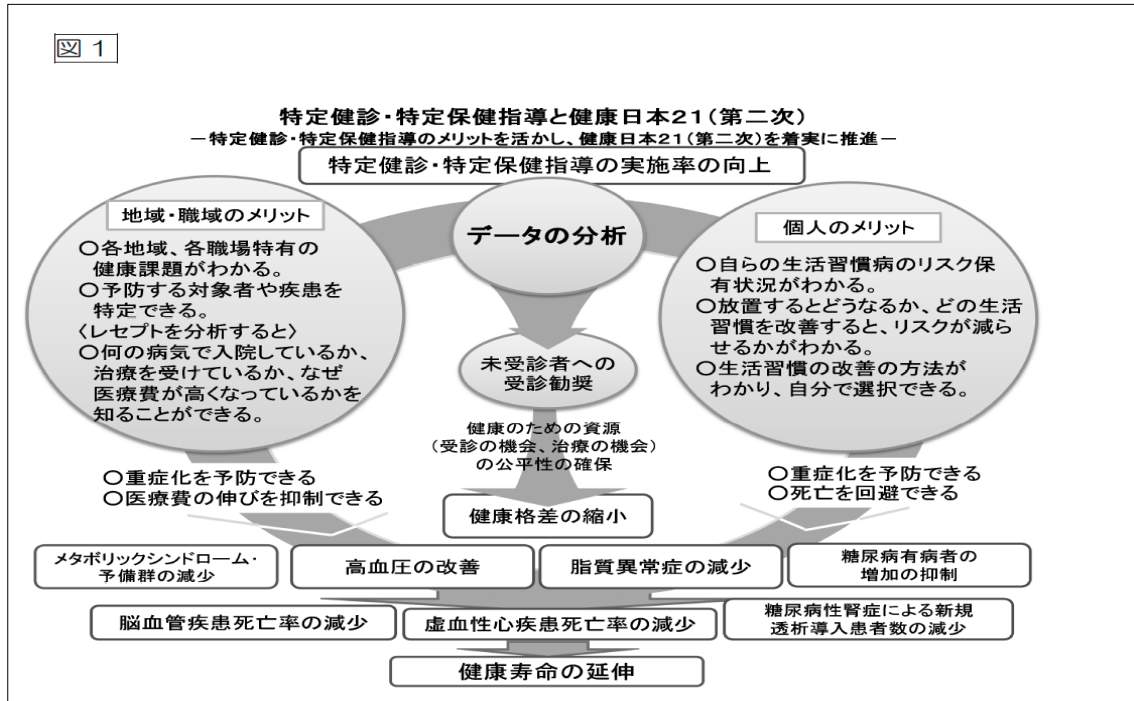 図 1
特定健診・特定保健指導と健康日本21(第二次)
－特定健診・特定保健指導のメリットを活かし、健康日本21(第二次)を着実に推進－
特定健診・特定保健指導の実施率の向上
地域・職域のメリット
○各地域、各職場特有の
健康課題がわかる。
○予防する対象者や疾患を
特定できる。
〈レセプトを分析すると〉
○何の病気で入院しているか、
治療を受けているか、なぜ
医療費が高くなっているかを
知ることができる。
データの分析
未受診者への
受診勧奨
健康のための資源
(受診の機会、治療の機会)
の公平性の確保
個人のメリット
○自らの生活習慣病のリスク保
有状況がわかる。
○放置するとどうなるか、どの生活
習慣を改善すると、リスクが減ら
せるかがわかる。
○生活習慣の改善の方法が
わかり、自分で選択できる。
○重症化を予防できる
○医療費の伸びを抑制できる
○重症化を予防できる
○死亡を回避できる
健康格差の縮小
メタボリックシンドローム・
予備群の減少
高血圧の改善
脂質異常症の減少
糖尿病有病者の
増加の抑制
脳血管疾患死亡率の減少
虚血性心疾患死亡率の減少
糖尿病性腎症による新規
透析導入患者数の減少
健康寿命の延伸